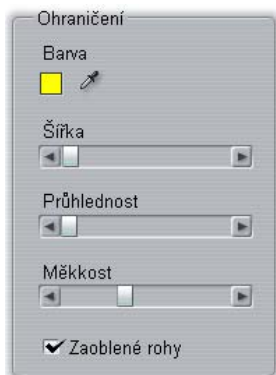 Ohraničení
Barva
Šířka
Průhlednost
Měkkost
Zaoblené rohy